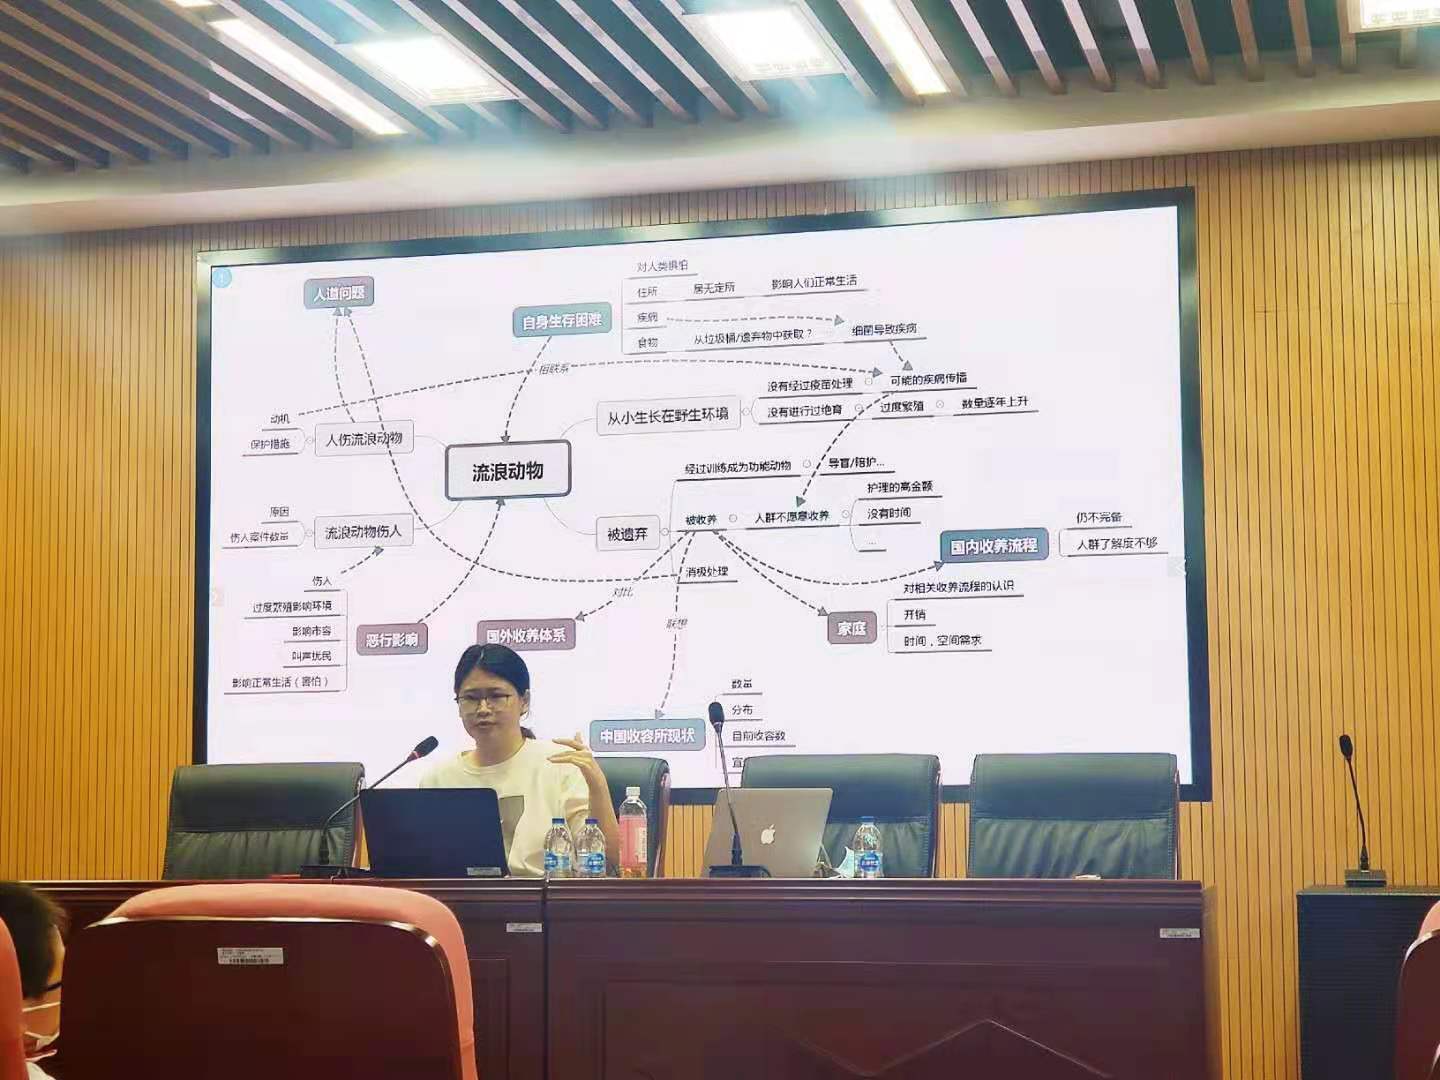 人道问题
对人类惧怕
住所 居无定所 影响人们正常生活
自身生存困难
疾病
细菌导致疾病
食物 从垃圾桶/遗弃物中获取？
相联系
可能的疾病传播
没有经过疫苗处理
从小生长在野生环境
没有进行过绝育 过度繁殖 数量逐年上升
动机
保护措施
人伤流浪动物
流浪动物
经过训练成为功能动物 导盲/陪护...
护理的高金额
被收养 人群不愿意收养 没有时间
...
被遗弃
原因
伤人案件数量
流浪动物伤人
仍不完备
国内收养流程
人群了解度不够
消极处理
伤人
过度繁殖影响环境
影响市容
叫声扰民
影响正常生活（害怕）
恶行影响
对比
国外收养体系
联想
对相关收养流程的认识
家庭
开销
时间，空间需求
数量
分布
中国收容所现状
目前收容数
宣